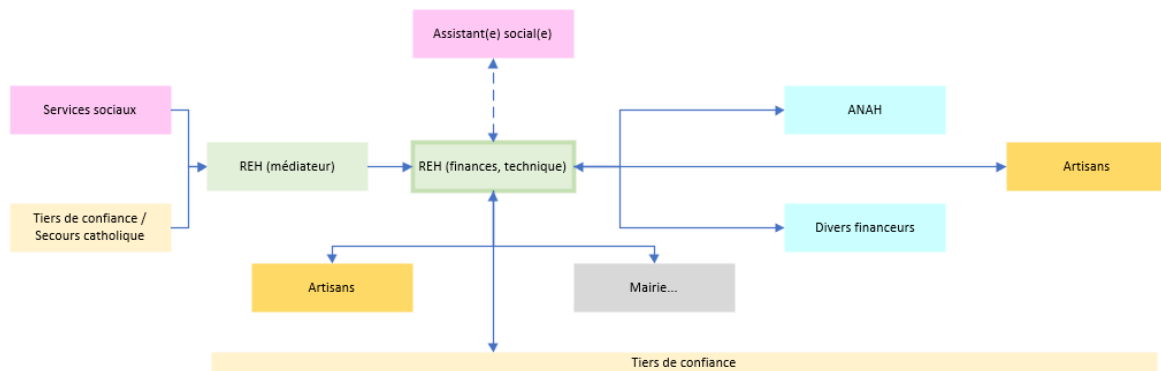 Assistant(e) social(e)
Services sociaux
ANAH
REH (médiateur)
REH (finances, technique)
Artisans
Tiers de confiance /
Secours catholique
Divers financeurs
Artisans
Mairie...
Tiers de confiance